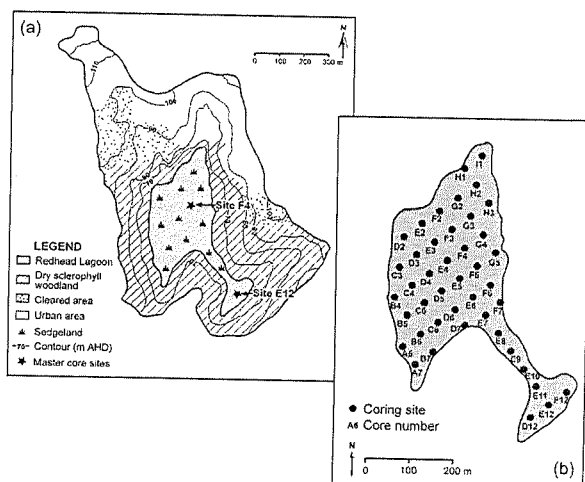 (a)
N
0 100 200 300 m
110
100
90
Site F4
Site E12
LEGEND
Redhead Lagoon
Dry sclerophyll
woodland
Cleared area
Urban area
Sedgeland
-75- Contour (m AHD)
Master core sites
I1
H1
H2
G2
H3
F2
G3
E2
F3
G4
D2
E3
F4
G5
D3
E4
F5
C3
D4
E5
F6
C4
D5
E6
F7
B4
C5
D6
E7
B5
C6
D7
E8
B6
A6
B7
A7
E9
E10
E11
F12
E12
D12
Coring site
A6 Core number
N
0 100 200 m
(b)